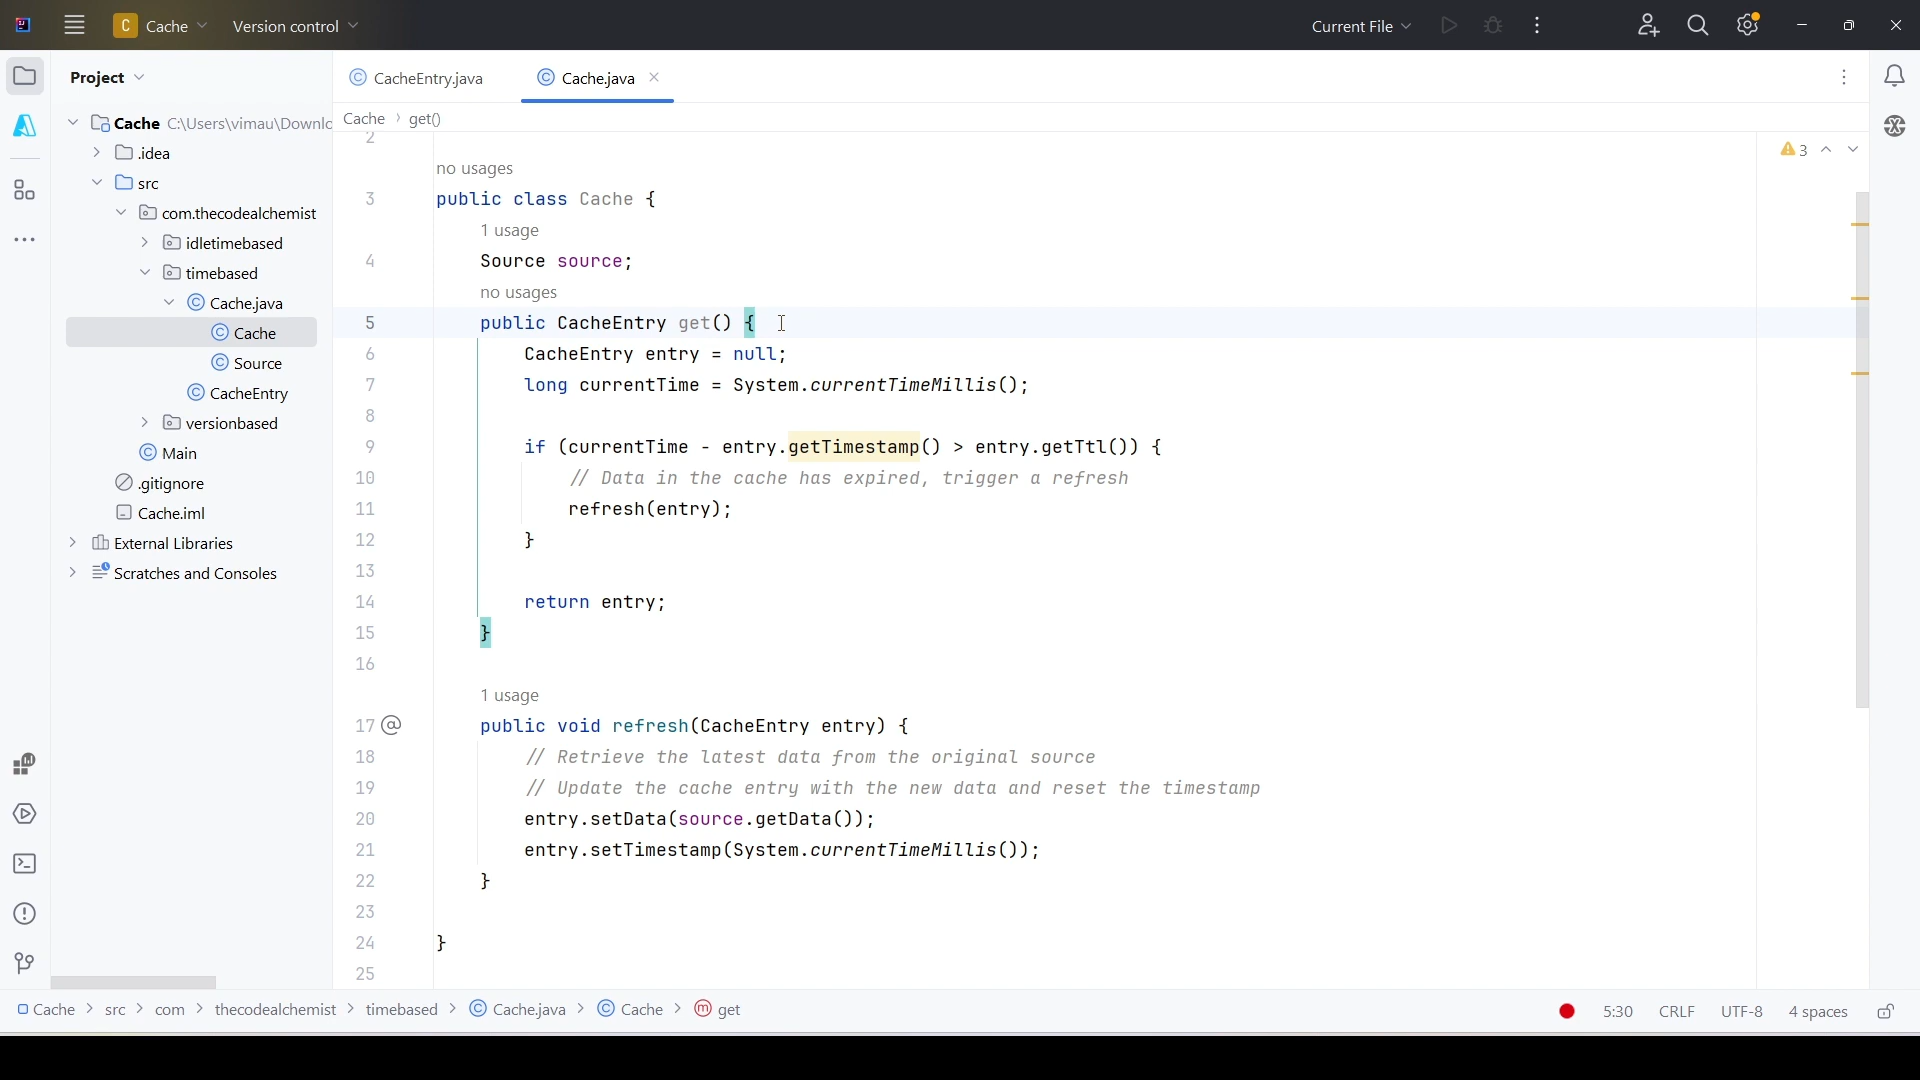 C Cache Version control Current File
Project
CacheEntry.java
Cache.java
Cache C:\Users\vimau\Downlo
.idea
src
com.thecodealchemist
idletimebased
timebased
Cache.java
Cache
Source
CacheEntry
versionbased
Main
.gitignore
Cache.iml
External Libraries
Scratches and Consoles
Cache > get()
3
2
no usages
3 public class Cache {
1 usage
4 Source source;
no usages
5 public CacheEntry get() {
6 CacheEntry entry = null;
7 long currentTime = System.currentTimeMillis();
8
9 if (currentTime - entry.getTimestamp() > entry.getTtl()) {
10 // Data in the cache has expired, trigger a refresh
11 refresh(entry);
12 }
13
14 return entry;
15 }
16
1 usage
17 @ public void refresh(CacheEntry entry) {
18 // Retrieve the latest data from the original source
19 // Update the cache entry with the new data and reset the timestamp
20 entry.setData(source.getData());
21 entry.setTimestamp(System.currentTimeMillis());
22 }
23
24 }
25
Cache > src > com > thecodealchemist > timebased > Cache.java > Cache > get 5:30 CRLF UTF-8 4 spaces